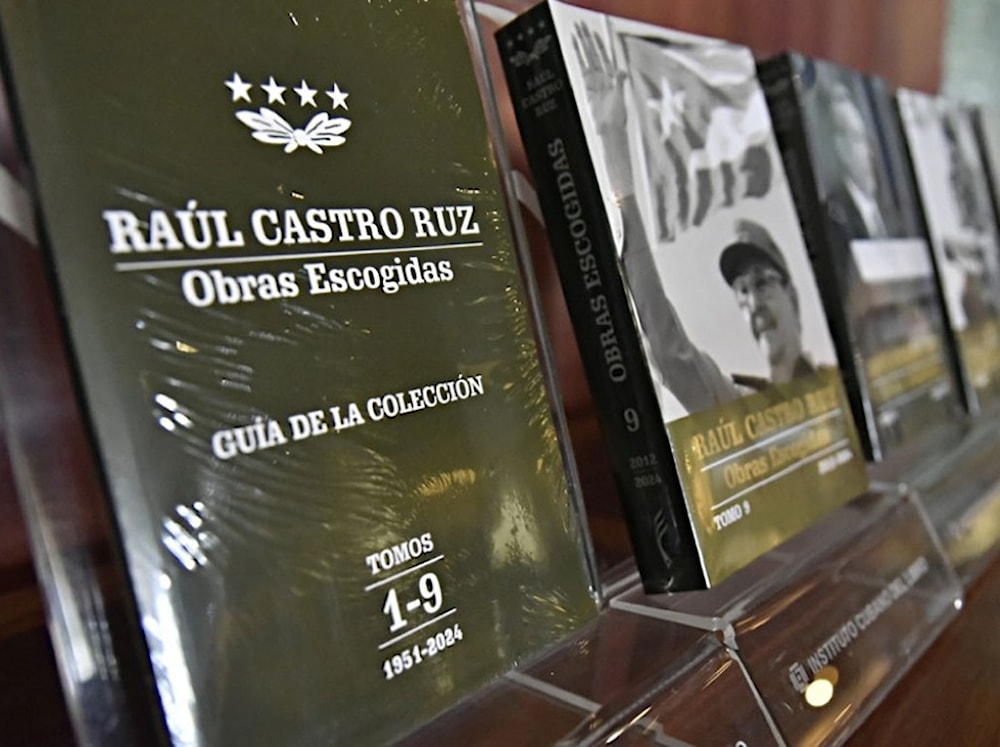 RAÚL CASTRO RUZ
Obras Escogidas
GUÍA DE LA COLECCIÓN
TOMOS
1-9
1951-2024
RAÚL
CASTRO
RUZ
OBRAS ESCOGIDAS
9
2012
2024
RAÚL CASTRO RUZ
Obras Escogidas
TOMO 9
INSTITUTO CUBANO DEL LIBRO